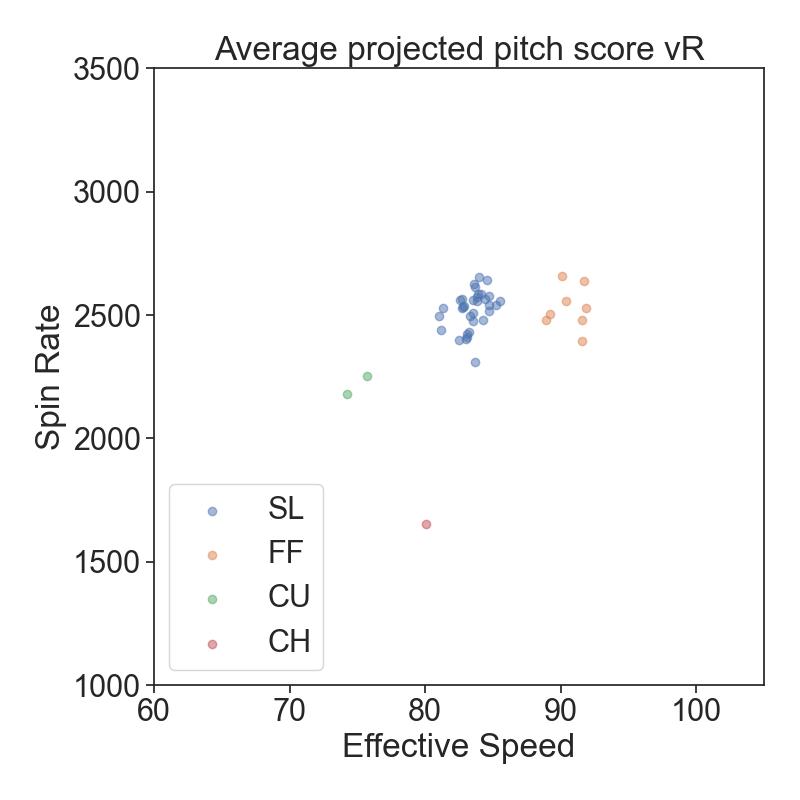 Average projected pitch score vR
3500
3000
2500
2000
1500
1000
Spin Rate
SL
FF
CU
CH
60 70 80 90 100
Effective Speed